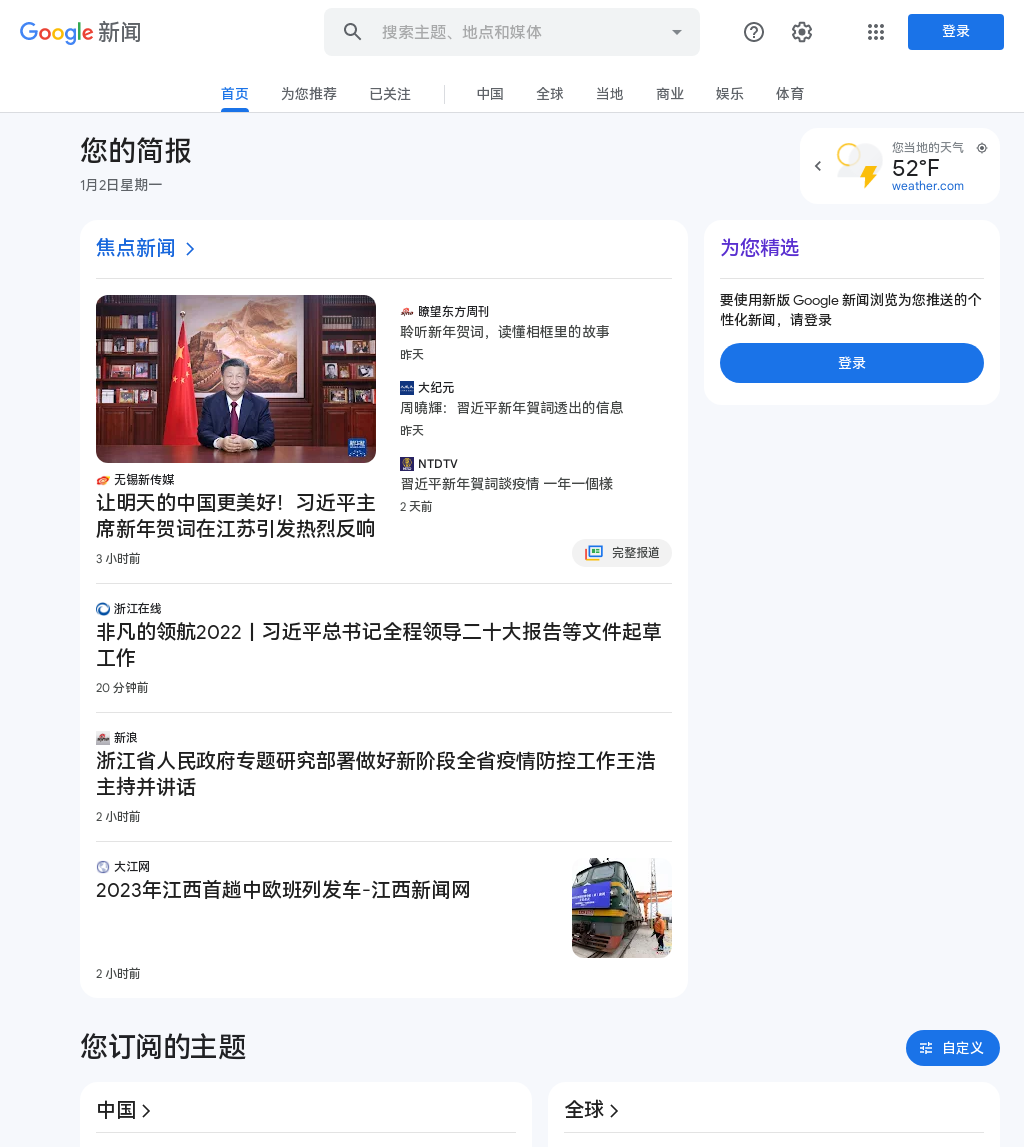 Google 新闻
搜索主题、地点和媒体
登录
首页
为您推荐
已关注
中国
全球
当地
商业
娱乐
体育
您的简报
1月2日星期一
您当地的天气
52°F
weather.com
焦点新闻
无锡新传媒
让明天的中国更美好！习近平主
席新年贺词在江苏引发热烈反响
3 小时前
瞭望东方周刊
聆听新年贺词，读懂相框里的故事
昨天
大纪元
周曉輝：習近平新年賀詞透出的信息
昨天
NTDTV
習近平新年賀詞談疫情 一年一個樣
2 天前
完整报道
浙江在线
非凡的领航2022丨习近平总书记全程领导二十大报告等文件起草
工作
20 分钟前
新浪
浙江省人民政府专题研究部署做好新阶段全省疫情防控工作王浩
主持并讲话
2 小时前
大江网
2023年江西首趟中欧班列发车-江西新闻网
2 小时前
为您精选
要使用新版 Google 新闻浏览为您推送的个
性化新闻，请登录
登录
您订阅的主题
自定义
中国
全球